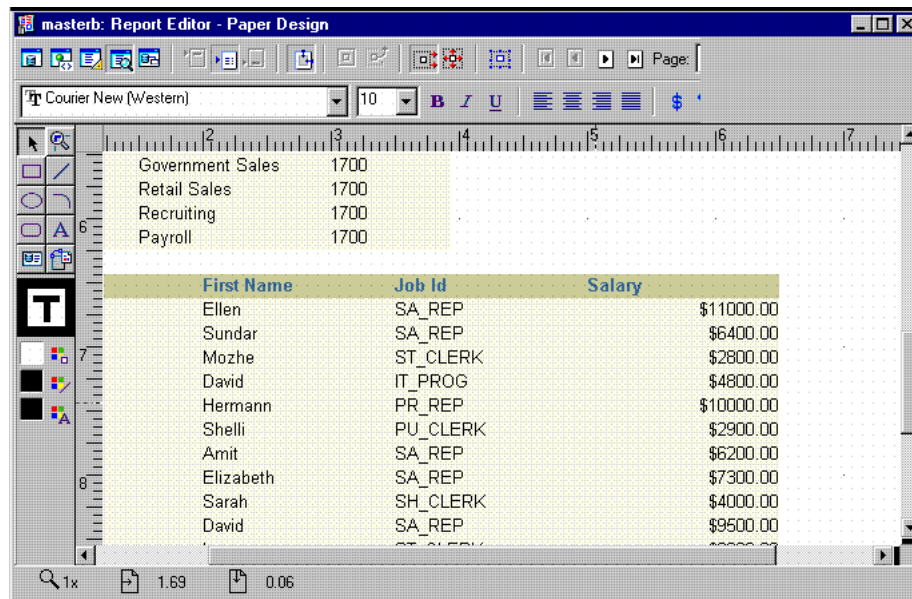 masterb: Report Editor - Paper Design
Page:
Courier New (Western) 10 B I U $
2 3 4 5 6 7
Government Sales 1700
Retail Sales 1700
Recruiting 1700
6 Payroll 1700
First Name Job Id Salary
Ellen SA_REP $11000.00
Sundar SA_REP $6400.00
7 Mozhe ST_CLERK $2800.00
David IT_PROG $4800.00
Hermann PR_REP $10000.00
Shelli PU_CLERK $2900.00
Amit SA_REP $6200.00
8 Elizabeth SA_REP $7300.00
Sarah SH_CLERK $4000.00
David SA_REP $9500.00
1x 1.69 0.06